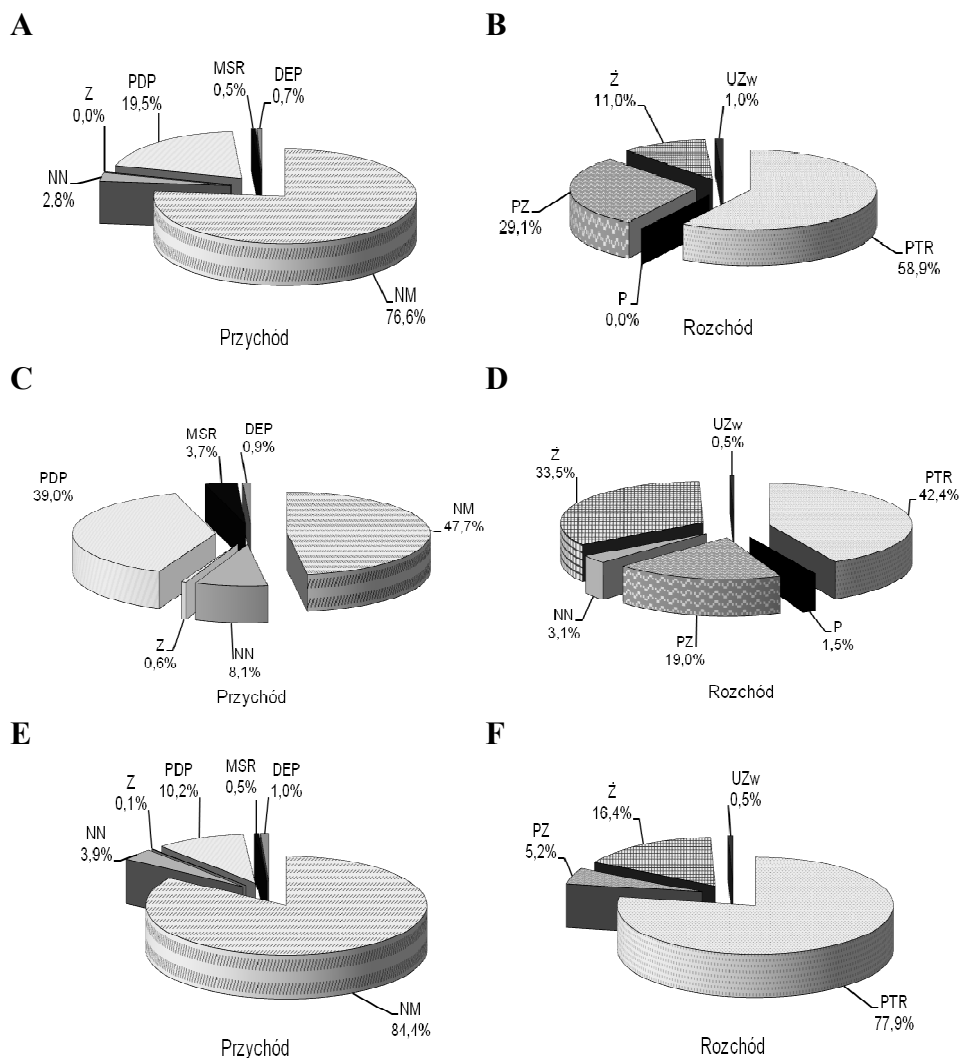 A
B
MSR
0,5%
DEP
0,7%
PDP
19,5%
Z
0,0%
NN
2,8%
NM
76,6%
Przychód
Ż
11,0%
UZw
1,0%
PZ
29,1%
PTR
58,9%
P
0,0%
Rozchód
C
D
MSR
3,7%
DEP
0,9%
PDP
39,0%
NM
47,7%
Z
0,6%
NN
8,1%
Przychód
UZw
0,5%
Ż
33,5%
PTR
42,4%
NN
3,1%
PZ
19,0%
P
1,5%
Rozchód
E
F
Z
0,1%
PDP
10,2%
MSR
0,5%
DEP
1,0%
NN
3,9%
NM
84,4%
Przychód
Ż
16,4%
UZw
0,5%
PZ
5,2%
PTR
77,9%
Rozchód